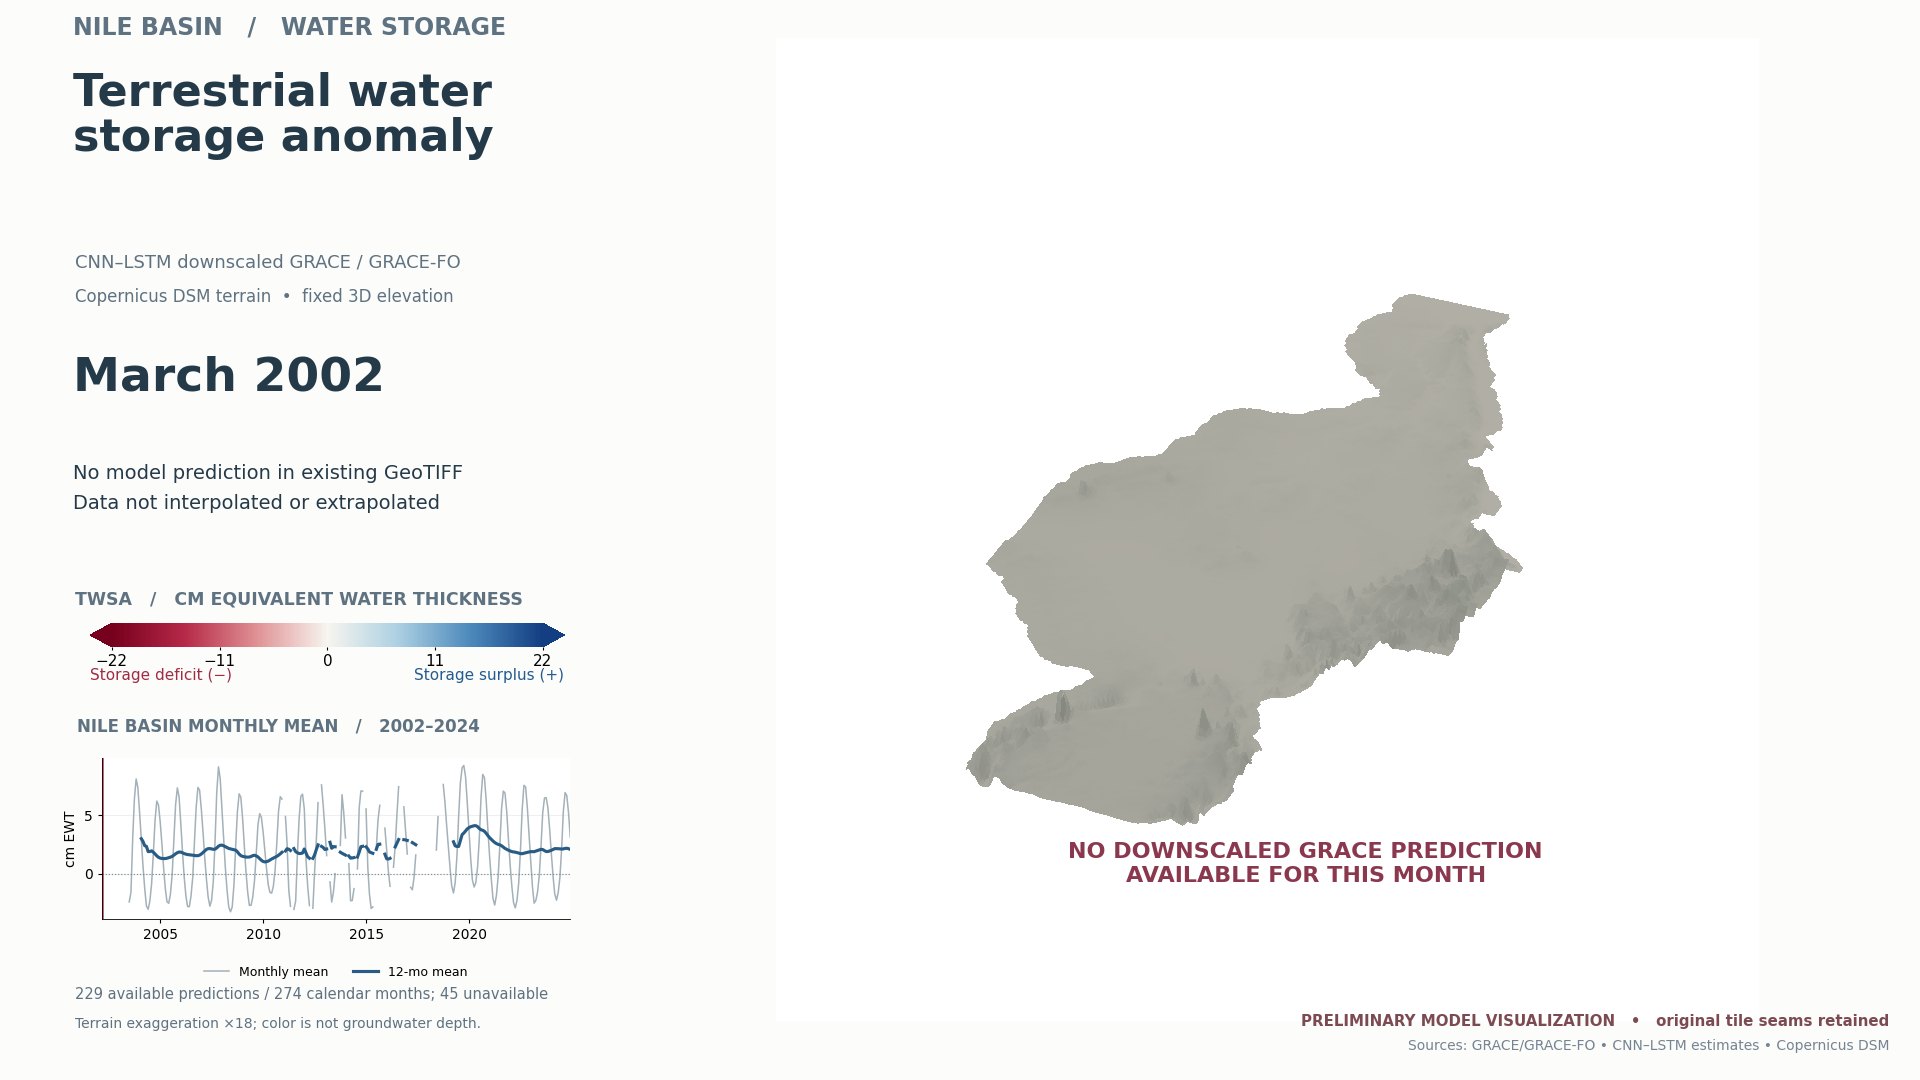 NILE BASIN / WATER STORAGE
Terrestrial water
storage anomaly
CNN–LSTM downscaled GRACE / GRACE-FO
Copernicus DSM terrain • fixed 3D elevation
March 2002
No model prediction in existing GeoTIFF
Data not interpolated or extrapolated
TWSA / CM EQUIVALENT WATER THICKNESS
−22 −11 0 11 22
Storage deficit (−) Storage surplus (+)
NILE BASIN MONTHLY MEAN / 2002–2024
cm EWT
5
0
2005 2010 2015 2020
Monthly mean 12-mo mean
229 available predictions / 274 calendar months; 45 unavailable
Terrain exaggeration ×18; color is not groundwater depth.
NO DOWNSCALED GRACE PREDICTION
AVAILABLE FOR THIS MONTH
PRELIMINARY MODEL VISUALIZATION • original tile seams retained
Sources: GRACE/GRACE-FO • CNN–LSTM estimates • Copernicus DSM